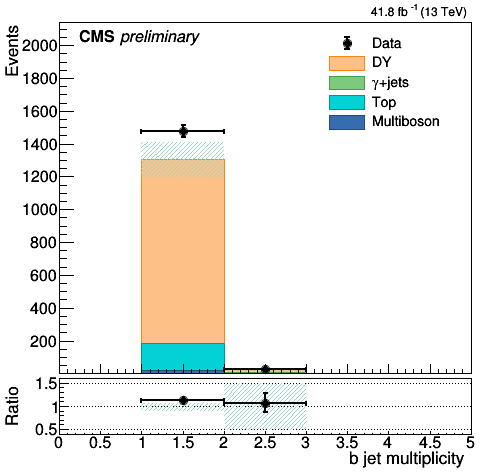 41.8 fb⁻¹ (13 TeV)
CMS preliminary
Events
2000
1800
1600
1400
1200
1000
800
600
400
200
Data
DY
γ+jets
Top
Multiboson
Ratio
1.5
1
0.5
0 0.5 1 1.5 2 2.5 3 3.5 4 4.5 5
b jet multiplicity